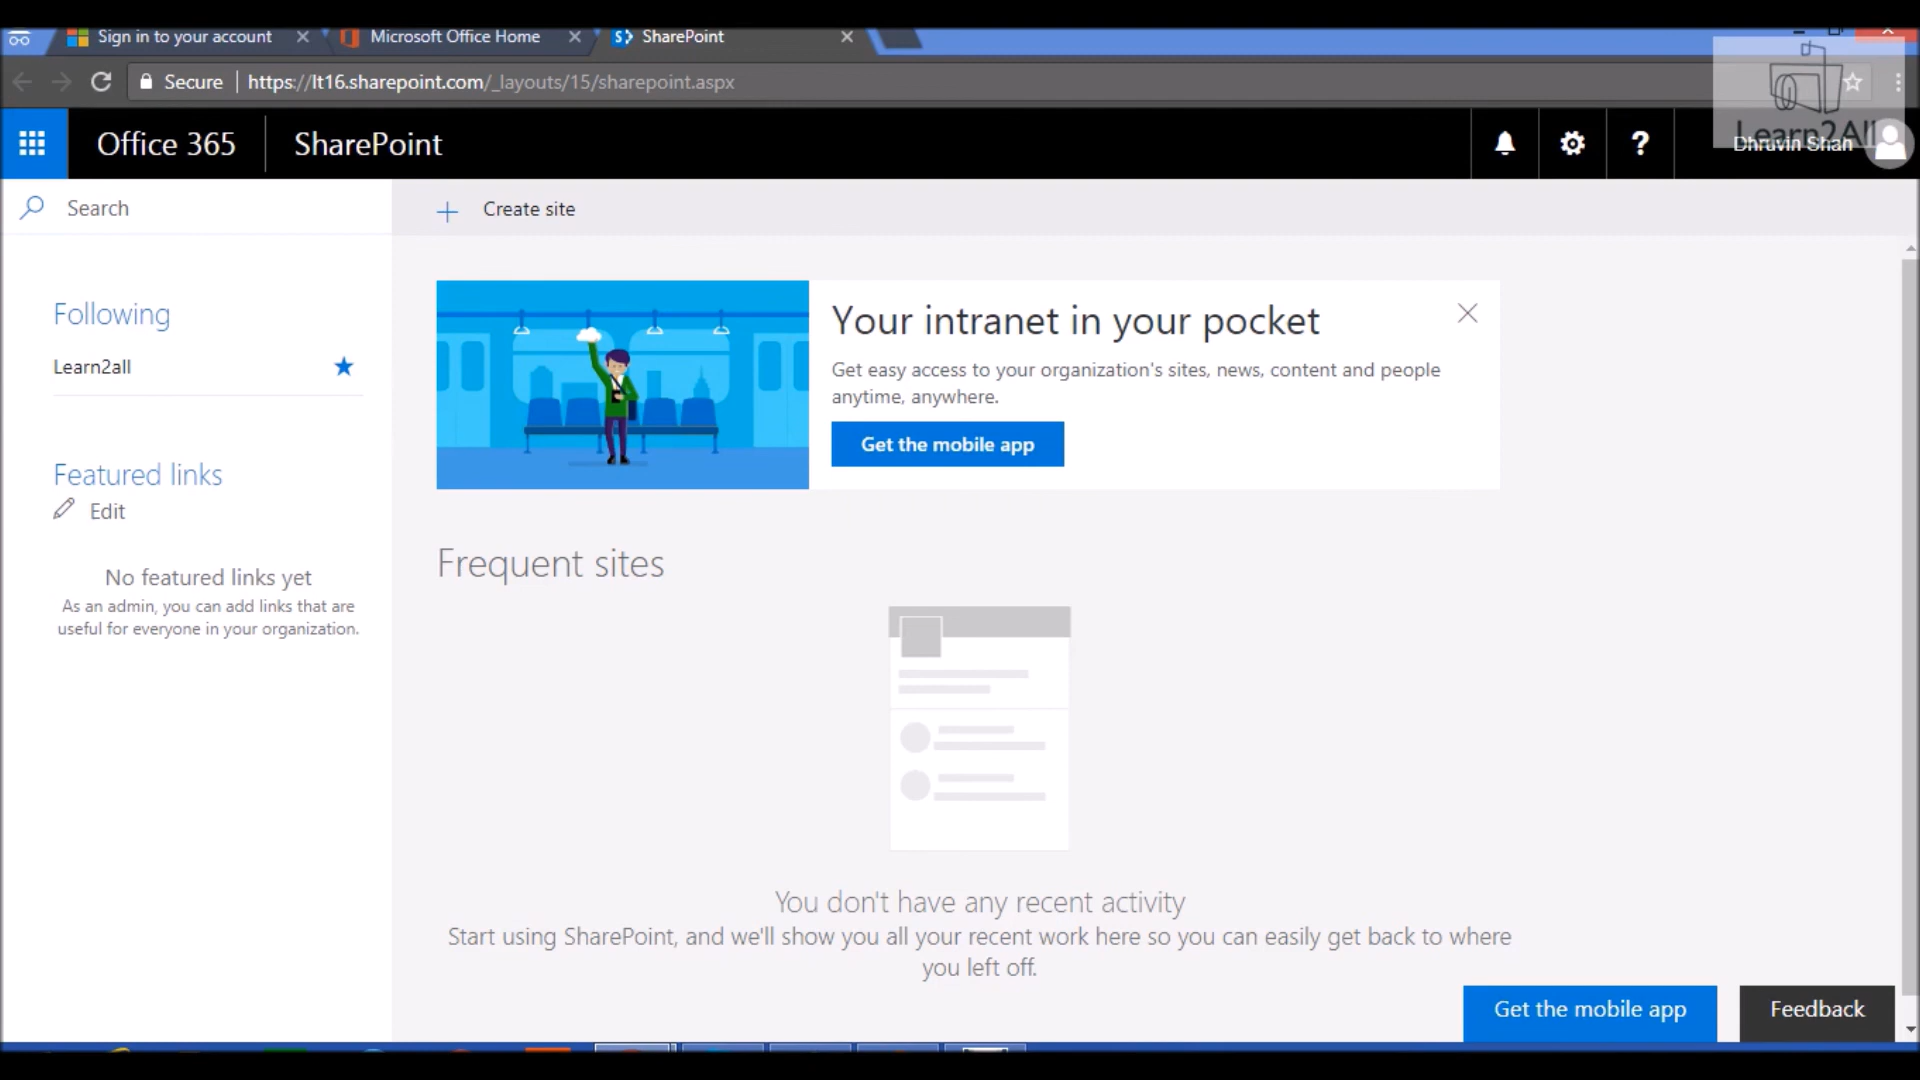 Sign in to your account
Microsoft Office Home
SharePoint
Secure
https://lt16.sharepoint.com/_layouts/15/sharepoint.aspx
Office 365
SharePoint
?
Learn2All
Dhruvin Shah
Search
Create site
Following
Learn2all
Featured links
Edit
No featured links yet
As an admin, you can add links that are
useful for everyone in your organization.
Your intranet in your pocket
Get easy access to your organization's sites, news, content and people
anytime, anywhere.
Get the mobile app
Frequent sites
You don't have any recent activity
Start using SharePoint, and we'll show you all your recent work here so you can easily get back to where
you left off.
Get the mobile app
Feedback